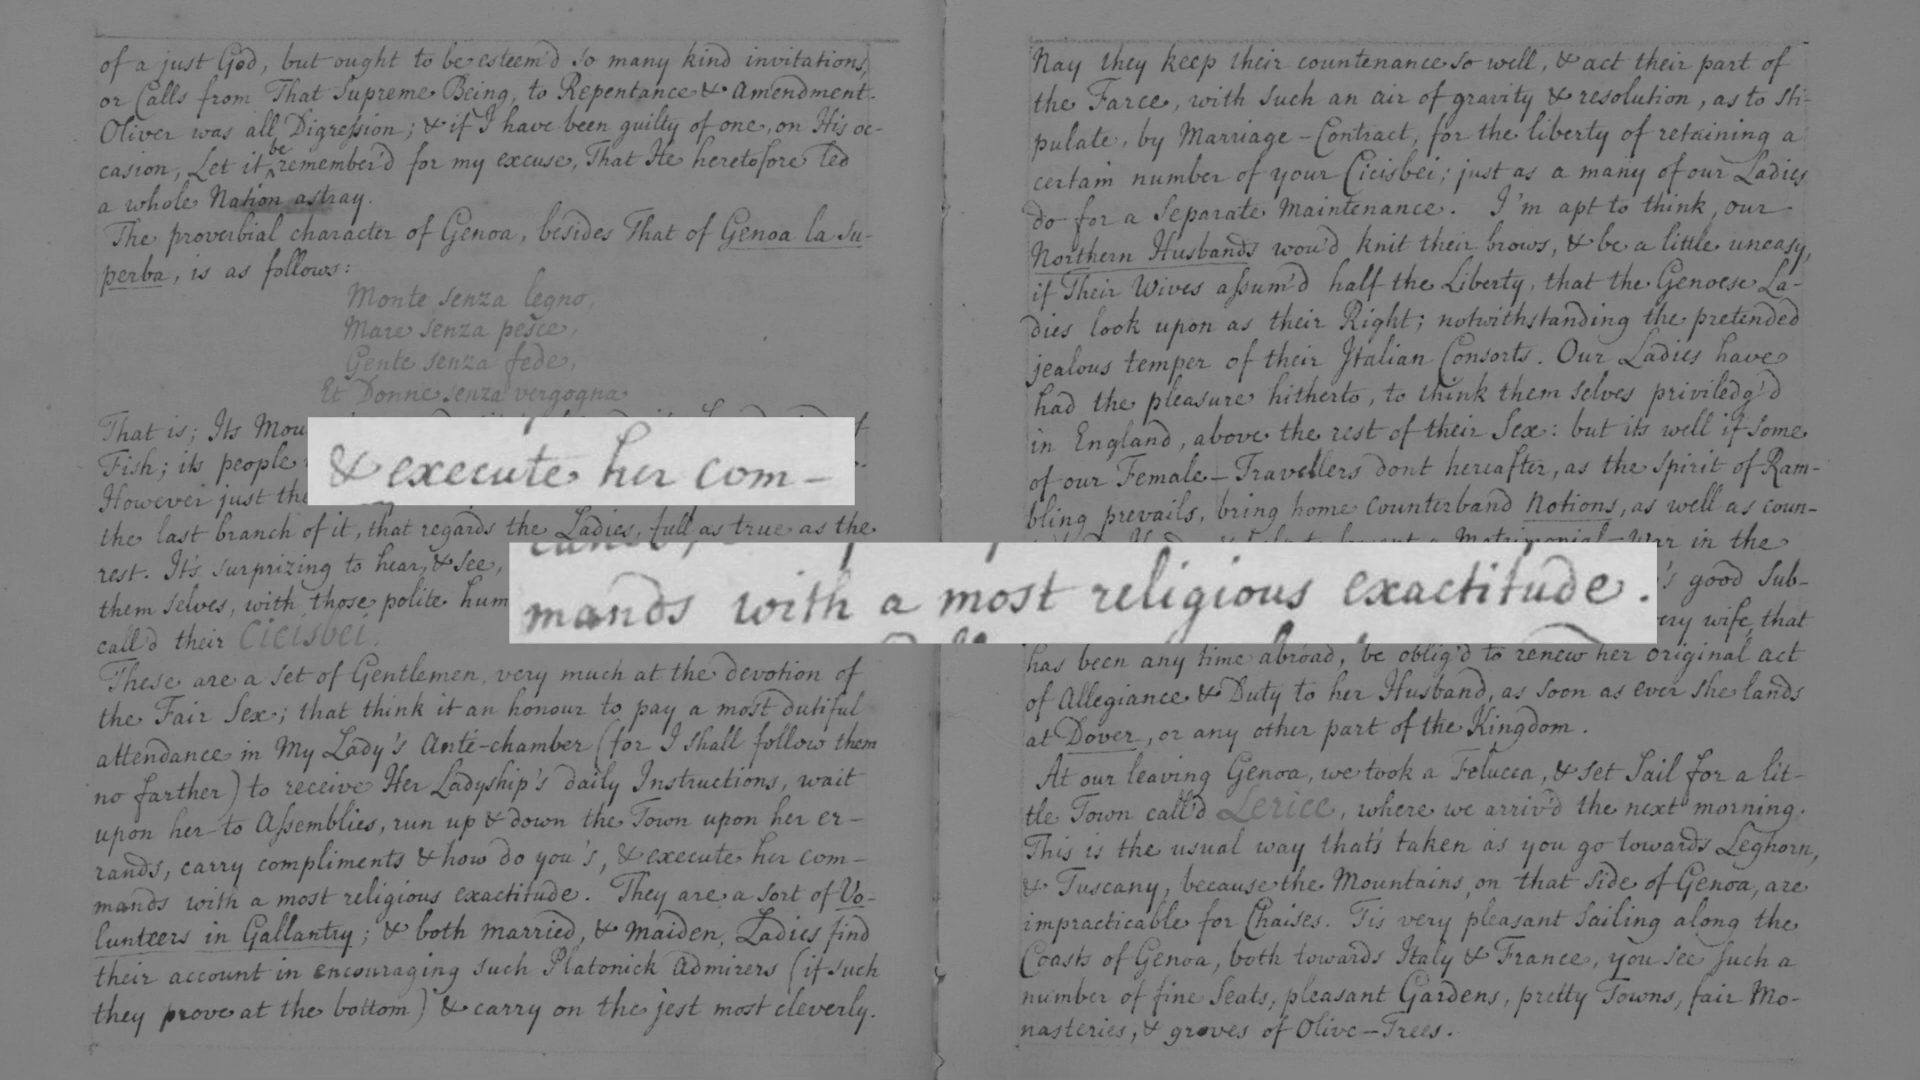 of a just God, but ought to be esteem'd so many kind invitations,
or Calls from That Supreme Being, to Repentance & Amendment.
Oliver was all Digression; & if I have been guilty of one, on His oc-
casion, Let it be remember'd for my excuse, That He heretofore led
a whole Nation astray.
The proverbial character of Genoa, besides That of Genoa la Su-
perba, is as follows:
Monte senza legno,
Mare senza pesce,
Gente senza fede,
Et Donne senza vergogna
That is; Its Mou
Fish; its people
However just the
& execute her com-
the last branch of it, that regards the Ladies, full as true as the
rest. It's surprizing to hear, & see,
them selves, with those polite hum
call'd their Cicisbei.
mands with a most religious exactitude.
These are a set of Gentlemen, very much at the devotion of
the Fair Sex; that think it an honour to pay a most dutiful
attendance in My Lady's Anté-chamber (for I shall follow them
no farther) to receive Her Ladyship's daily Instructions, wait
upon her to Assemblies, run up & down the Town upon her er-
rands, carry compliments & how do you's, & execute her com-
mands with a most religious exactitude. They are a sort of Vo-
lunteers in Gallantry; & both married, & maiden, Ladies find
their account in encouraging such Platonick Admirers (if such
they prove at the bottom) & carry on the jest most cleverly.
Nay they keep their countenance so well, & act their part of
the Farce, with such an air of gravity & resolution, as to sti-
pulate, by Marriage-Contract, for the liberty of retaining a
certain number of your Cicisbei; just as a many of our Ladies
do for a Separate Maintenance. I'm apt to think, our
Northern Husbands wou'd knit their brows, & be a little uneasy,
if Their Wives assum'd half the Liberty, that the Genoese La-
dies look upon as their Right; notwithstanding the pretended
jealous temper of their Italian Consorts. Our Ladies have
had the pleasure hitherto, to think them selves priviledg'd
in England, above the rest of their Sex: but its well if some
of our Female-Travellers dont hereafter, as the spirit of Ram-
bling prevails, bring home Counterband Notions, as well as coun-
a Matrimonial-War in the
's good Sub-
ery wife, that
has been any time abroad, be oblig'd to renew her original act
of Allegiance & Duty to her Husband, as soon as ever she lands
at Dover, or any other part of the Kingdom.
At our leaving Genoa, we took a Felucca, & set Sail for a lit-
tle Town call'd Lerice, where we arriv'd the next morning.
This is the usual way that's taken as you go towards Leghorn,
& Tuscany, because the Mountains, on that side of Genoa, are
impracticable for Chaises. Tis very pleasant Sailing along the
Coasts of Genoa, both towards Italy & France, you see such a
number of fine Seats, pleasant Gardens, pretty Towns, fair Mo-
nasteries, & groves of Olive-Trees.